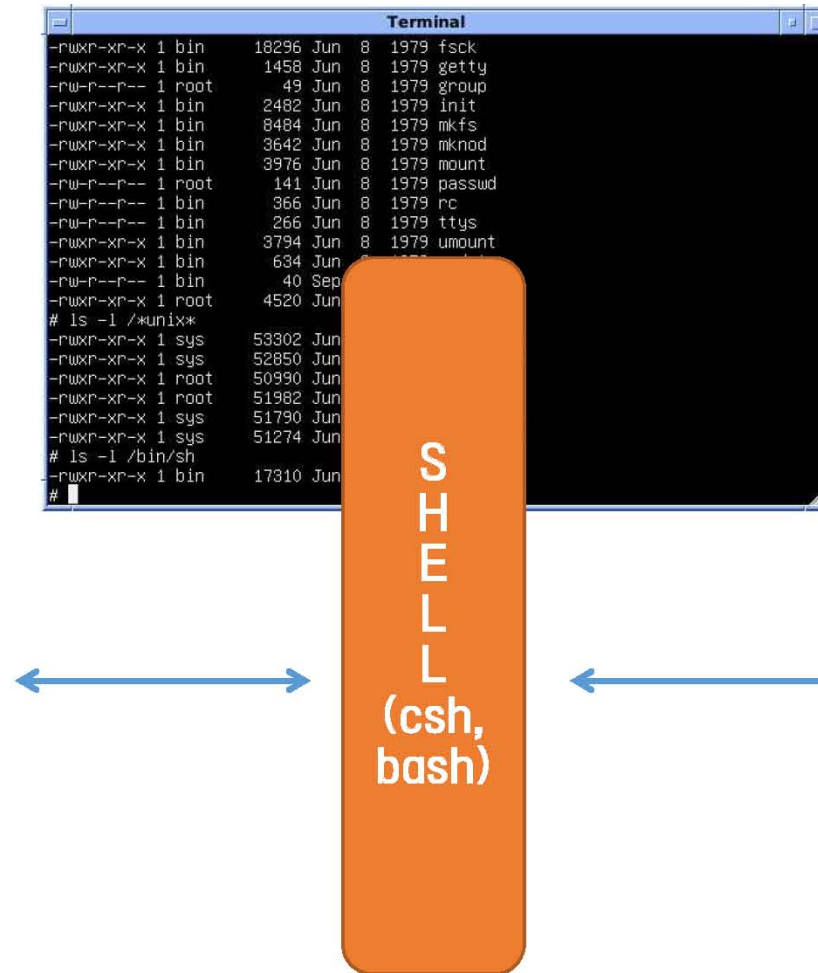 Terminal
-rwxr-xr-x 1 bin 18296 Jun 8 1979 fsck
-rwxr-xr-x 1 bin 1458 Jun 8 1979 getty
-rw-r--r-- 1 root 49 Jun 8 1979 group
-rwxr-xr-x 1 bin 2482 Jun 8 1979 init
-rwxr-xr-x 1 bin 8484 Jun 8 1979 mkfs
-rwxr-xr-x 1 bin 3642 Jun 8 1979 mknod
-rwxr-xr-x 1 bin 3976 Jun 8 1979 mount
-rw-r--r-- 1 root 141 Jun 8 1979 passwd
-rw-r--r-- 1 bin 366 Jun 8 1979 rc
-rw-r--r-- 1 bin 266 Jun 8 1979 ttys
-rwxr-xr-x 1 bin 3794 Jun 8 1979 umount
-rwxr-xr-x 1 bin 634 Jun
-rw-r--r-- 1 bin 40 Sep
-rwxr-xr-x 1 root 4520 Jun
# ls -l /*unix*
-rwxr-xr-x 1 sys 53302 Jun
-rwxr-xr-x 1 sys 52850 Jun
-rwxr-xr-x 1 root 50990 Jun
-rwxr-xr-x 1 root 51982 Jun
-rwxr-xr-x 1 sys 51790 Jun
-rwxr-xr-x 1 sys 51274 Jun
# ls -l /bin/sh
-rwxr-xr-x 1 bin 17310 Jun
#
S
H
E
L
L
(csh,
bash)